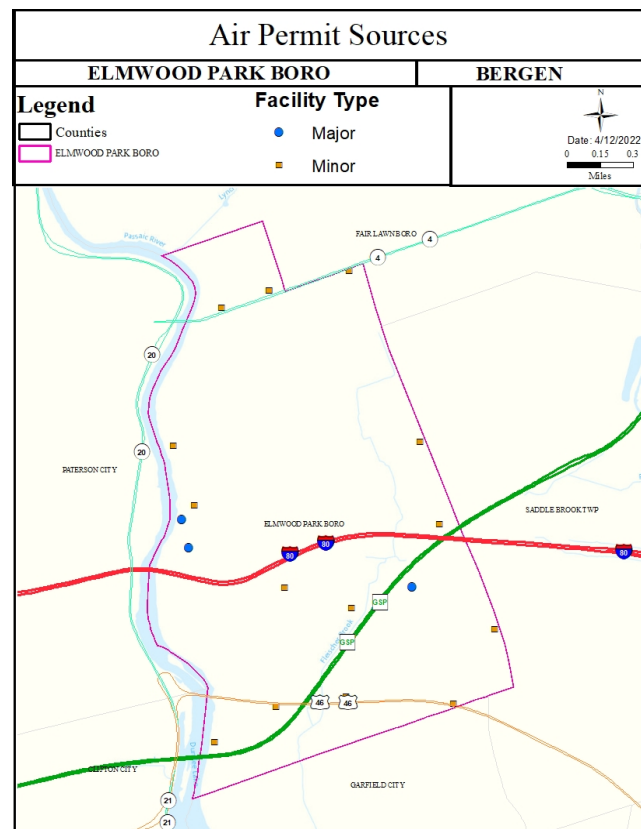 Air Permit Sources
ELMWOOD PARK BORO
BERGEN
Legend
Counties
ELMWOOD PARK BORO
Facility Type
Major
Minor
N
Date: 4/12/2022
0 0.15 0.3
Miles
Passaic River
FAIR LAWN BORO
4
4
20
20
PATERSON CITY
SADDLE BROOK TWP
ELMWOOD PARK BORO
80
80
80
GSP
GSP
46
46
CLIFTON CITY
GARFIELD CITY
21
21